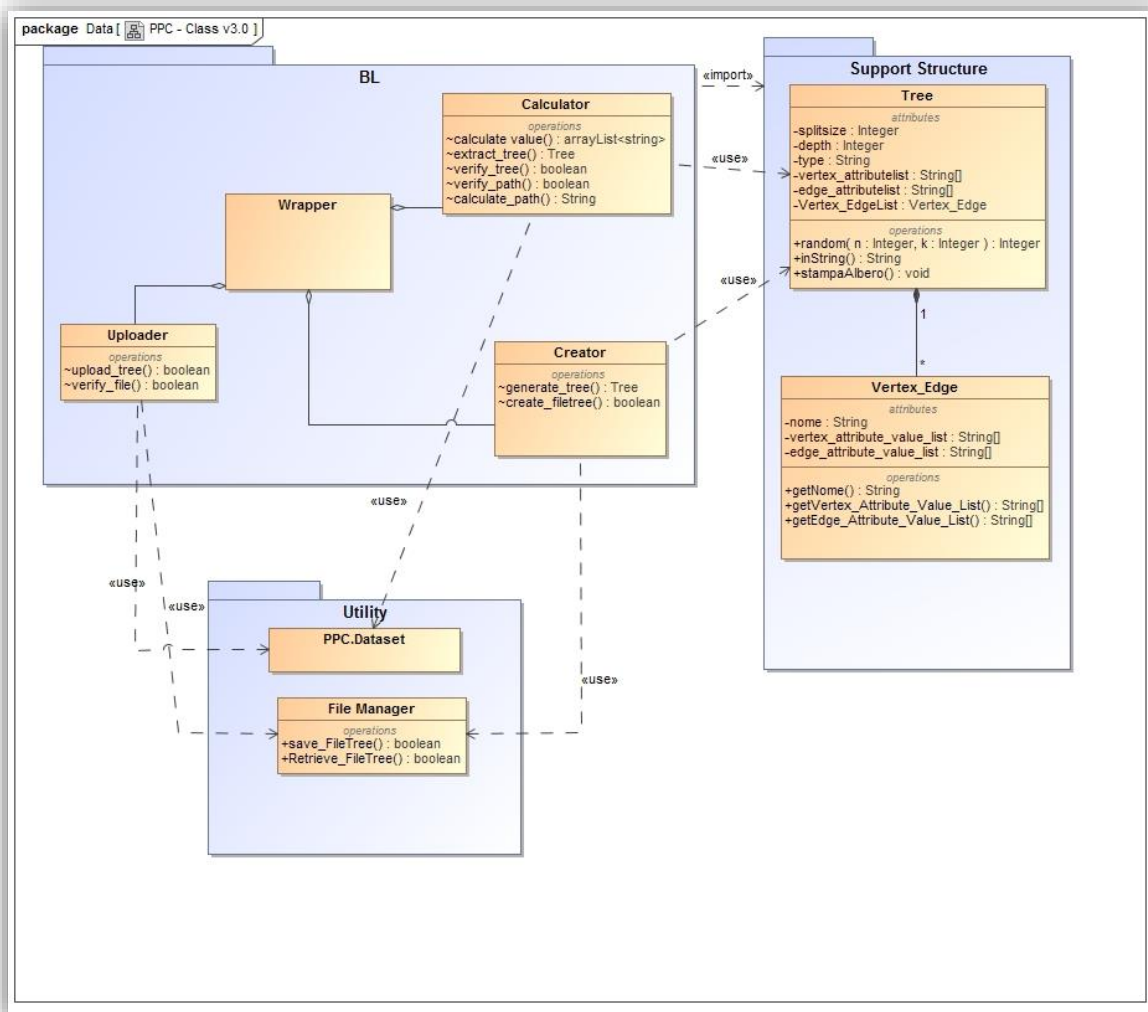 package Data [ PPC - Class v3.0 ]
BL
Calculator
operations
~calculate value() : arrayList<string>
~extract_tree() : Tree
~verify_tree() : boolean
~verify_path() : boolean
~calculate_path() : String
Wrapper
Uploader
operations
~upload_tree() : boolean
~verify_file() : boolean
Creator
operations
~generate_tree() : Tree
~create_filetree() : boolean
«import»
«use»
«use»
Support Structure
Tree
attributes
-splitsize : Integer
-depth : Integer
-type : String
-vertex_attributelist : String[]
-edge_attributelist : String[]
-Vertex_EdgeList : Vertex_Edge
operations
+random( n : Integer, k : Integer ) : Integer
+inString() : String
+stampaAlbero() : void
1
*
Vertex_Edge
attributes
-nome : String
-vertex_attribute_value_list : String[]
-edge_attribute_value_list : String[]
operations
+getNome() : String
+getVertex_Attribute_Value_List() : String[]
+getEdge_Attribute_Value_List() : String[]
«use»
«use»
«use»
«use»
Utility
PPC.Dataset
File Manager
operations
+save_FileTree() : boolean
+Retrieve_FileTree() : boolean